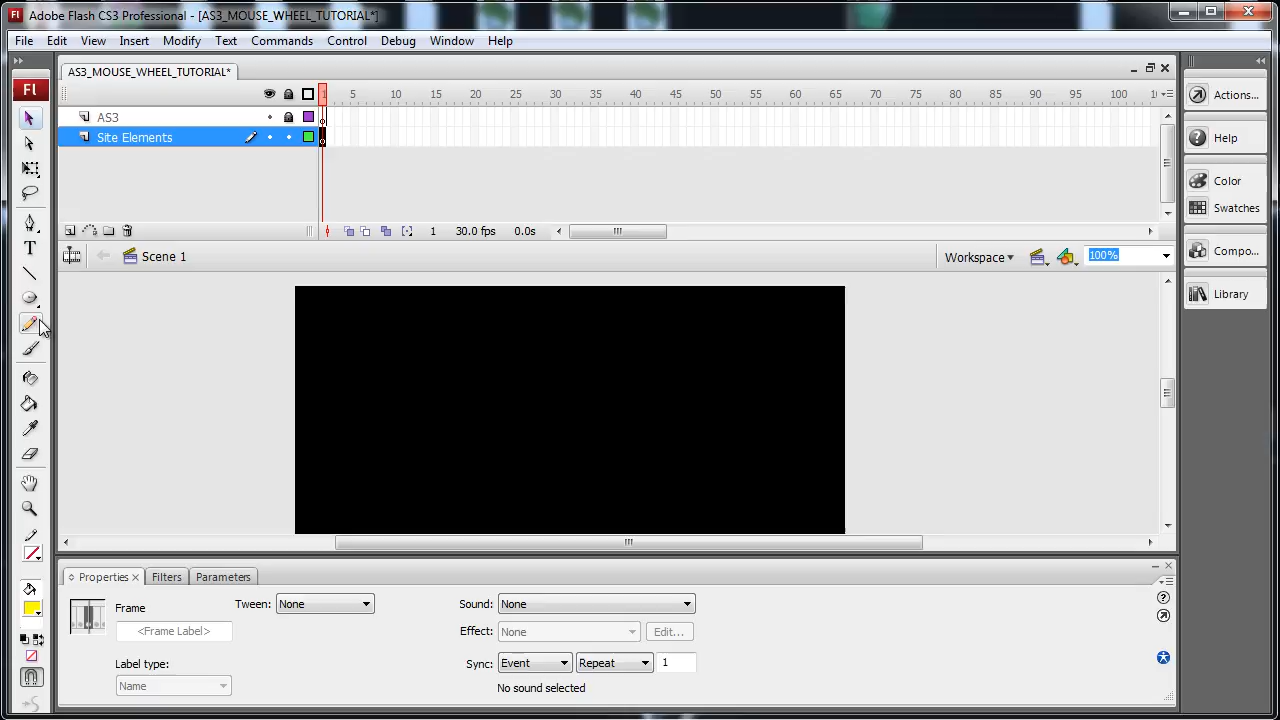 Adobe Flash CS3 Professional - [AS3_MOUSE_WHEEL_TUTORIAL*]
File Edit View Insert Modify Text Commands Control Debug Window Help
AS3_MOUSE_WHEEL_TUTORIAL*
1 5 10 15 20 25 30 35 40 45 50 55 60 65 70 75 80 85 90 95 100
AS3
Site Elements
1 30.0 fps 0.0s
Scene 1
Workspace
100%
Fl
T
Actions...
Help
Color
Swatches
Compo...
Library
Properties
Filters
Parameters
Frame
<Frame Label>
Label type:
Name
Tween: None
Sound: None
Effect: None Edit...
Sync: Event Repeat 1
No sound selected